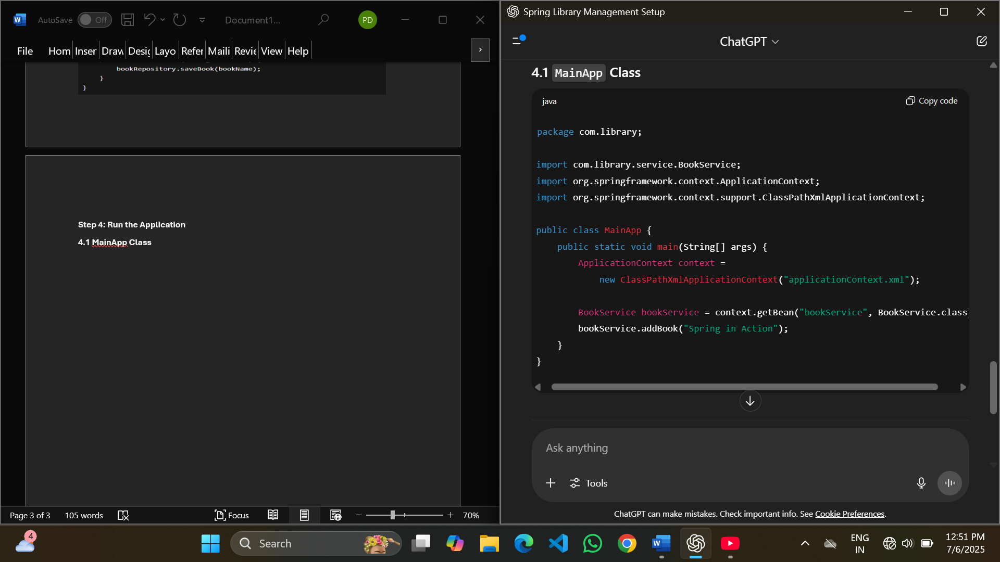 AutoSave Off Document1... PD
File Hom Inser Draw Desig Layo Refer Maili Revie View Help
bookRepository.saveBook(bookName);
}
}
Step 4: Run the Application
4.1 MainApp Class
Page 3 of 3 105 words Focus 70%
Spring Library Management Setup
ChatGPT
4.1 MainApp Class
java Copy code
package com.library;
import com.library.service.BookService;
import org.springframework.context.ApplicationContext;
import org.springframework.context.support.ClassPathXmlApplicationContext;
public class MainApp {
public static void main(String[] args) {
ApplicationContext context =
new ClassPathXmlApplicationContext("applicationContext.xml");
BookService bookService = context.getBean("bookService", BookService.class)
bookService.addBook("Spring in Action");
}
}
Ask anything
Tools
ChatGPT can make mistakes. Check important info. See Cookie Preferences.
4 Search ENG 12:51 PM
IN 7/6/2025